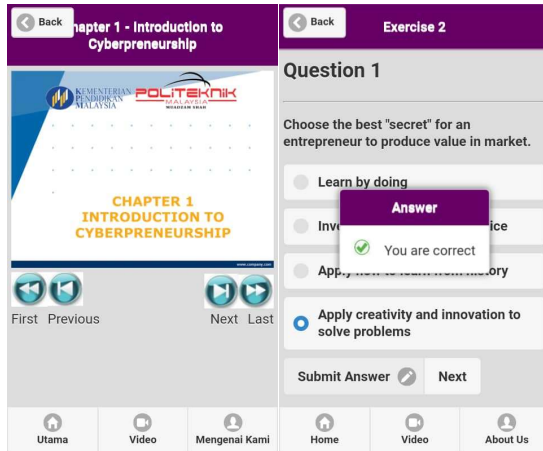 Back
hapter 1 - Introduction to
Cyberpreneurship
KEMENTERIAN
PENDIDIKAN
MALAYSIA
POLITEKNIK
MALAYSIA
CHAPTER 1
INTRODUCTION TO
CYBERPRENEURSHIP
www.company.com
First Previous
Next Last
Utama
Video
Mengenai Kami
Back
Exercise 2
Question 1
Choose the best "secret" for an
entrepreneur to produce value in market.
Learn by doing
Answer
You are correct
Apply creativity and innovation to
solve problems
Submit Answer
Next
Home
Video
About Us